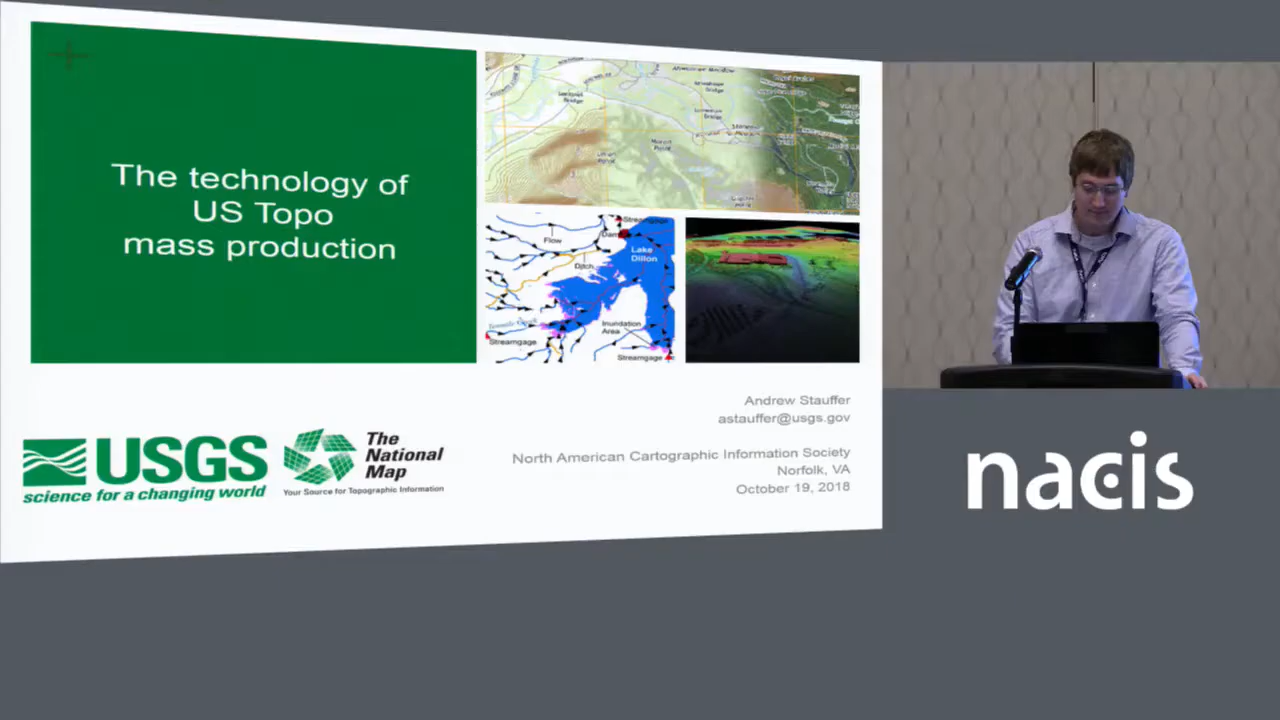 The technology of
US Topo
mass production
Streamgage
Dam
Flow
Lake
Dillon
Ditch
Inundation
Area
Streamgage
Streamgage
Andrew Stauffer
astauffer@usgs.gov
North American Cartographic Information Society
Norfolk, VA
October 19, 2018
USGS
science for a changing world
The
National
Map
Your Source for Topographic Information
nacis